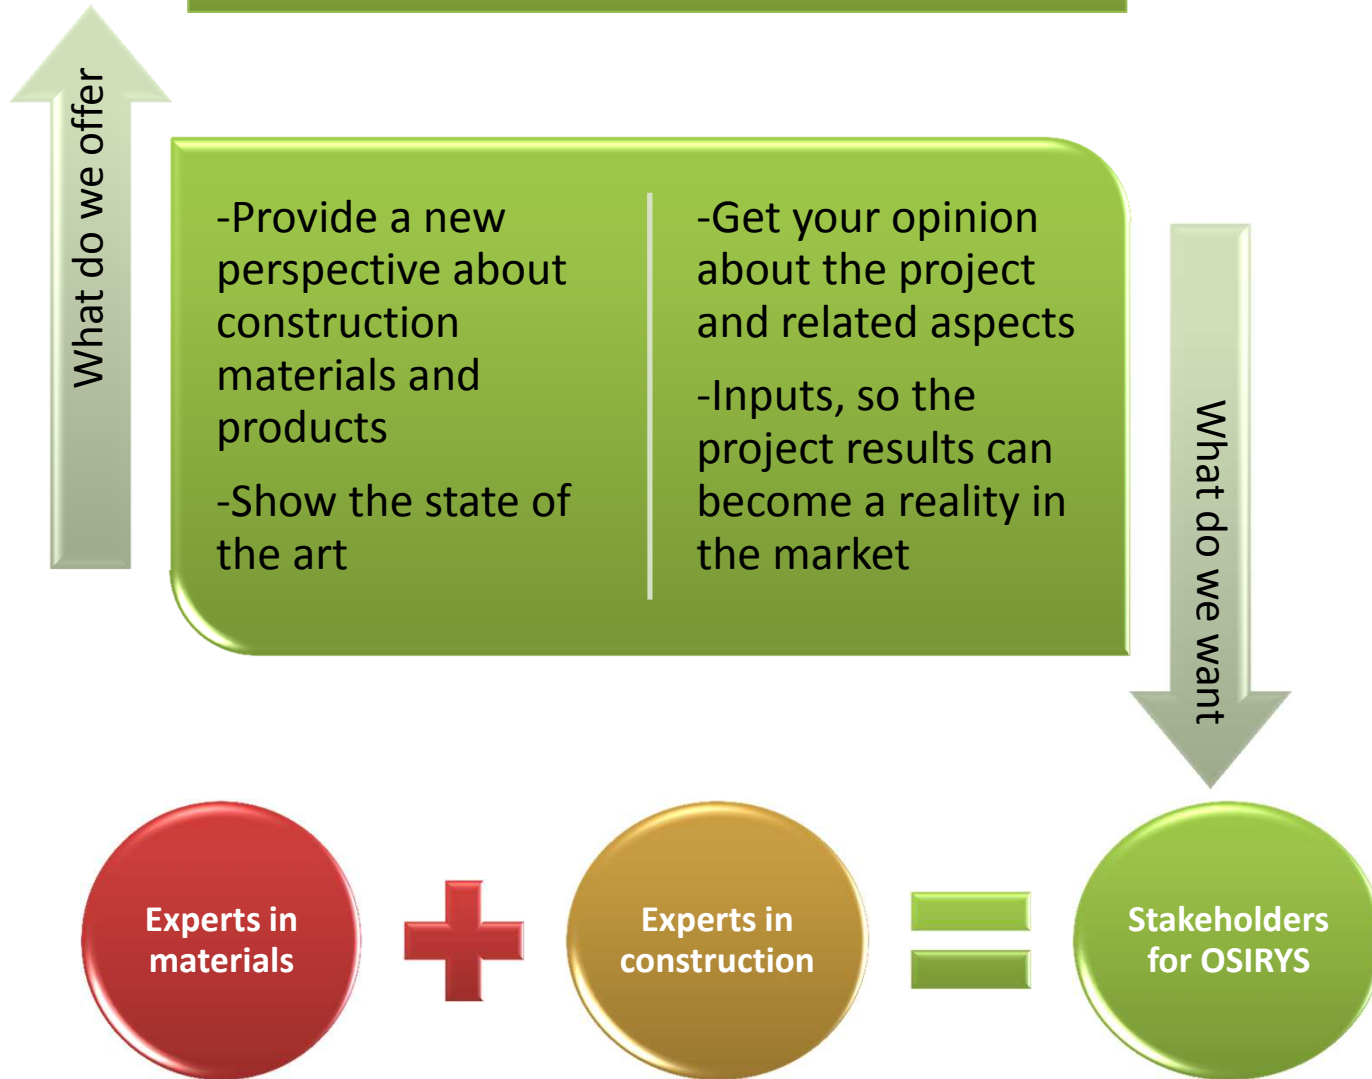 What do we offer
-Provide a new
perspective about
construction
materials and
products
-Show the state of
the art
-Get your opinion
about the project
and related aspects
-Inputs, so the
project results can
become a reality in
the market
What do we want
Experts in
materials
Experts in
construction
Stakeholders
for OSIRYS